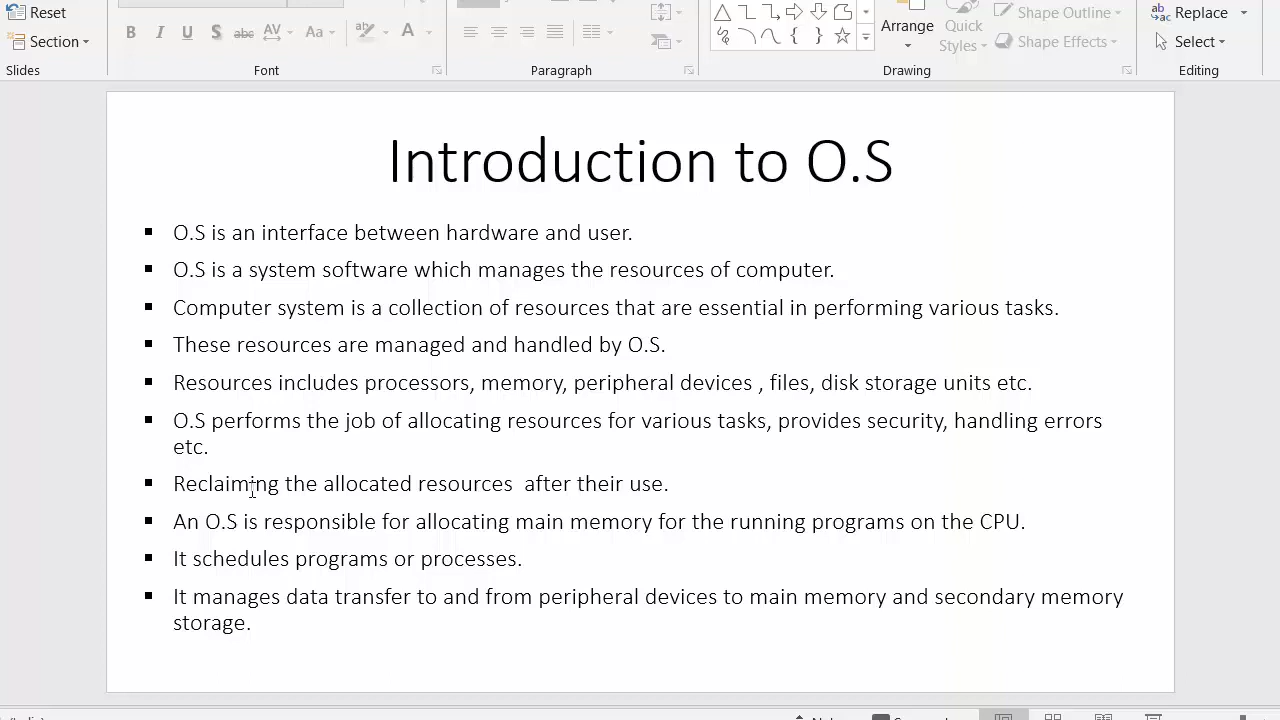 Reset
Replace
Section
B I U S abc AV Aa A
Arrange
Quick
Styles
Shape Outline
Shape Effects
Select
Slides
Font
Paragraph
Drawing
Editing
Introduction to O.S
▪ O.S is an interface between hardware and user.
▪ O.S is a system software which manages the resources of computer.
▪ Computer system is a collection of resources that are essential in performing various tasks.
▪ These resources are managed and handled by O.S.
▪ Resources includes processors, memory, peripheral devices , files, disk storage units etc.
▪ O.S performs the job of allocating resources for various tasks, provides security, handling errors
etc.
▪ Reclaiming the allocated resources  after their use.
▪ An O.S is responsible for allocating main memory for the running programs on the CPU.
▪ It schedules programs or processes.
▪ It manages data transfer to and from peripheral devices to main memory and secondary memory
storage.